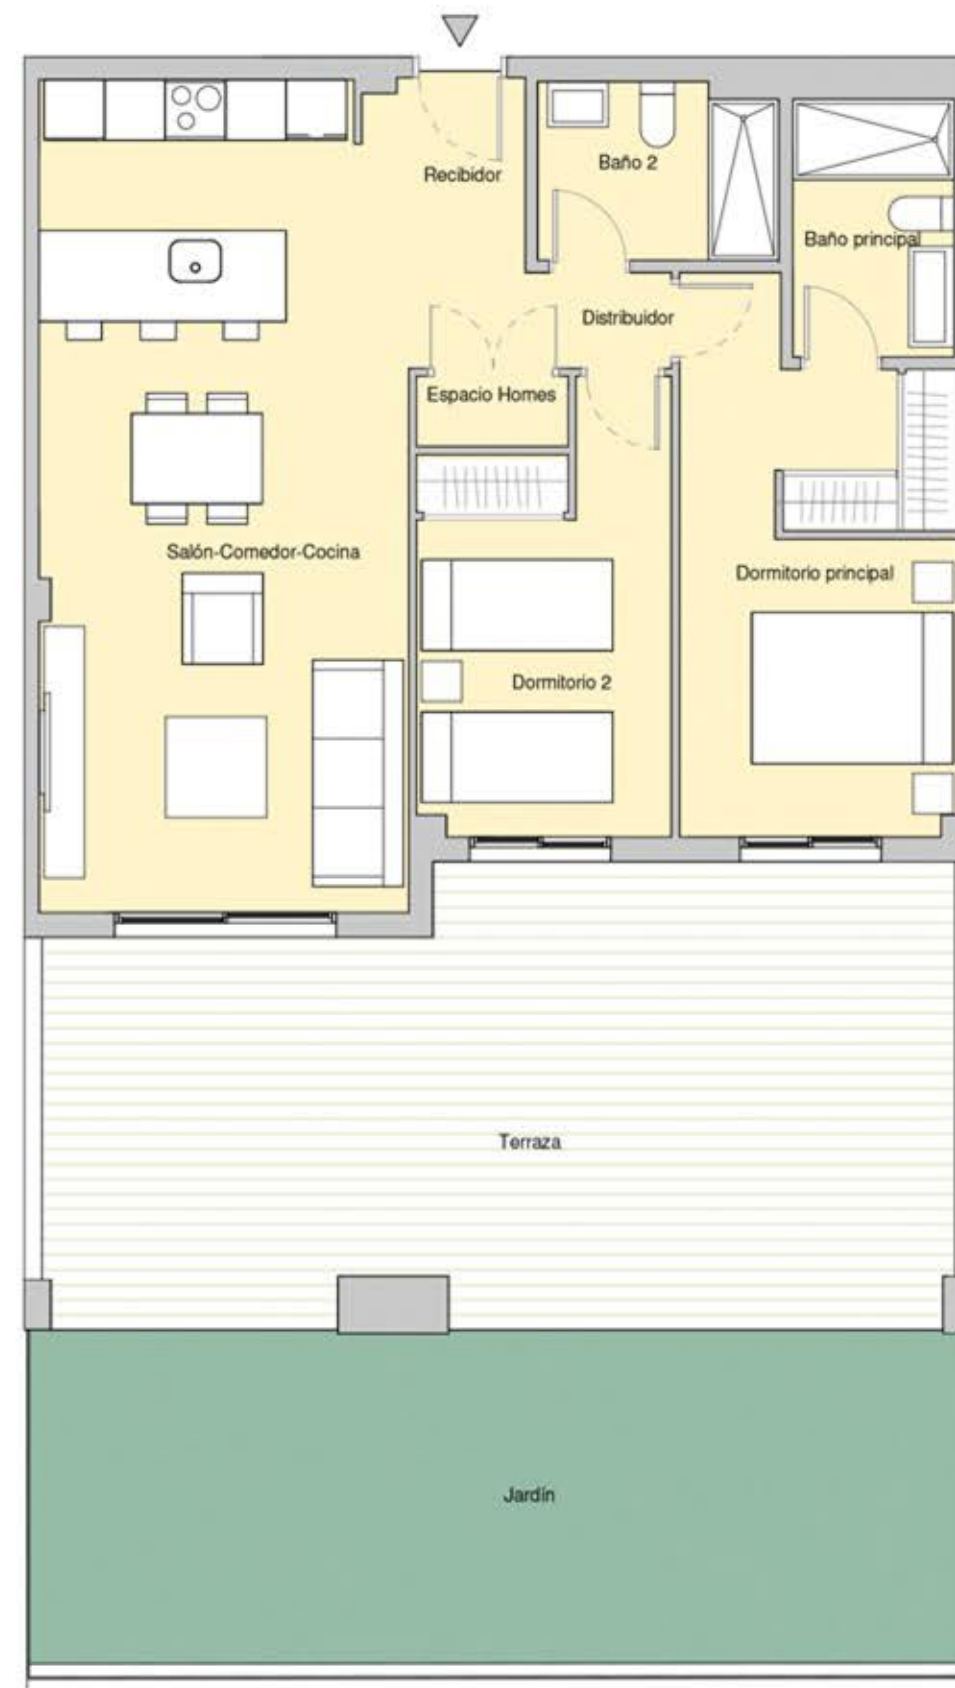 Recibidor
Baño 2
Baño principal
Distribuidor
Espacio Homes
Salón-Comedor-Cocina
Dormitorio principal
Dormitorio 2
Terraza
Jardín